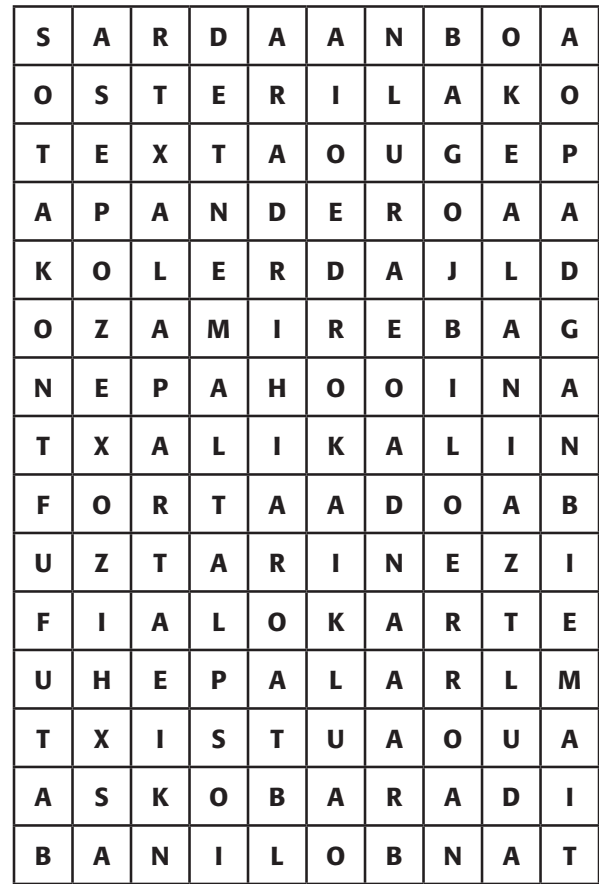 S A R D A A N B O A
O S T E R I L A K O
T E X T A O U G E P
A P A N D E R O A A
K O L E R D A J L D
O Z A M I R E B A G
N E P A H O O I N A
T X A L I K A L I N
F O R T A A D O A B
U Z T A R I N E Z I
F I A L O K A R T E
U H E P A L A R L M
T X I S T U A O U A
A S K O B A R A D I
B A N I L O B N A T